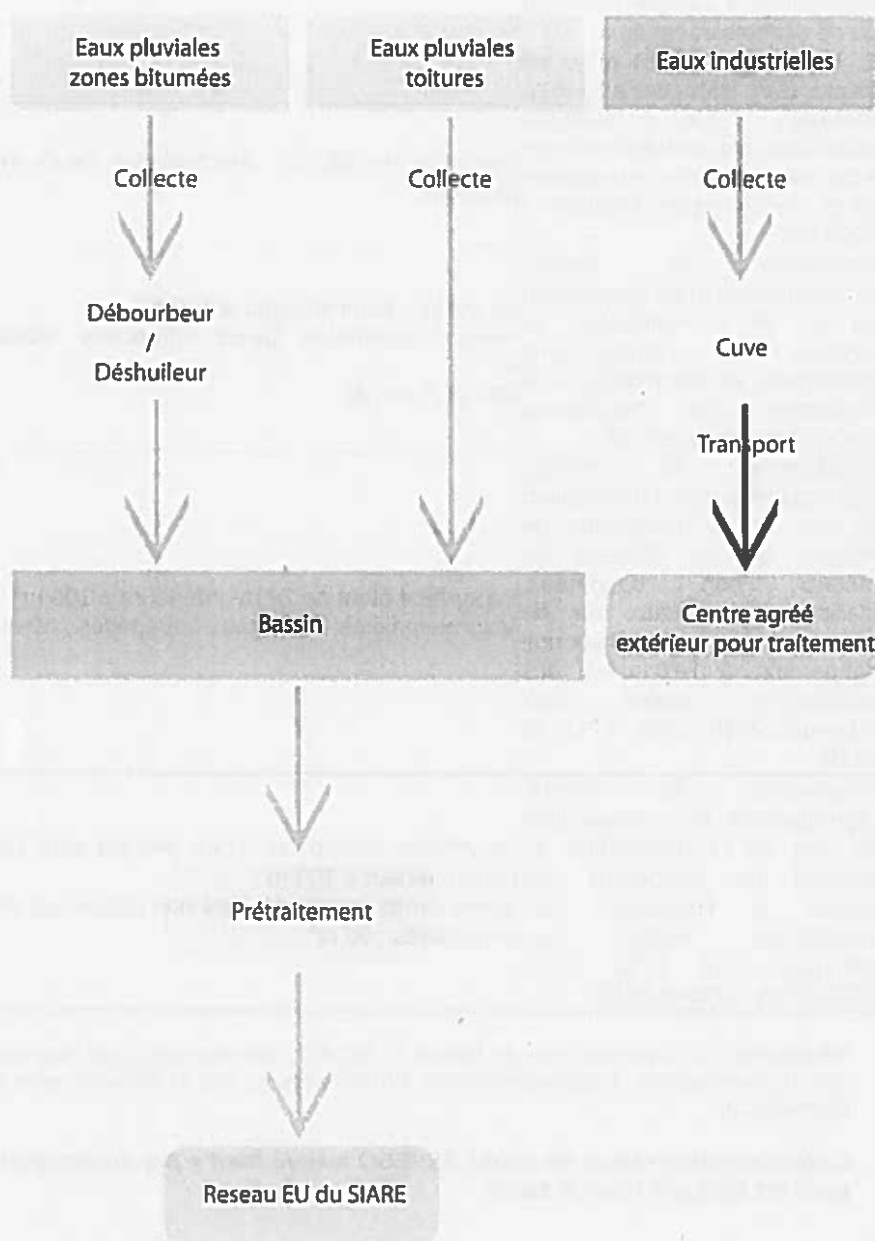 Eaux pluviales
zones bitumées
Eaux pluviales
toitures
Eaux industrielles
Collecte
Collecte
Collecte
Débourbeur
/
Déshuileur
Cuve
Transport
Bassin
Centre agréé
extérieur pour traitement
Prétraitement
Reseau EU du SIARE